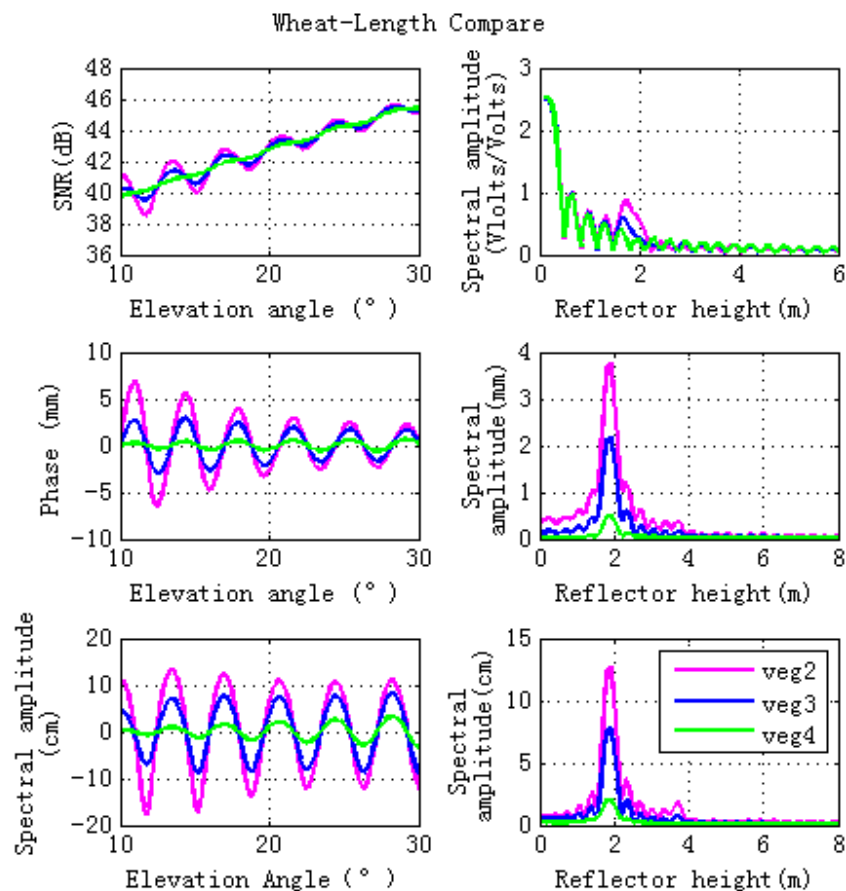 Wheat-Length Compare
SNR(dB)
48
46
44
42
40
38
36
10
20
30
Elevation angle (°)
Spectral amplitude
(Vlolts/Volts)
3
2
1
0
0
2
4
6
Reflector height(m)
Phase (mm)
10
5
0
-5
-10
10
20
30
Elevation angle (°)
Spectral
amplitude(mm)
4
3
2
1
0
0
2
4
6
8
Reflector height(m)
Spectral amplitude
(cm)
20
10
0
-10
-20
10
20
30
Elevation Angle (°)
Spectral
amplitude(cm)
15
10
5
0
0
2
4
6
8
Reflector height(m)
veg2
veg3
veg4